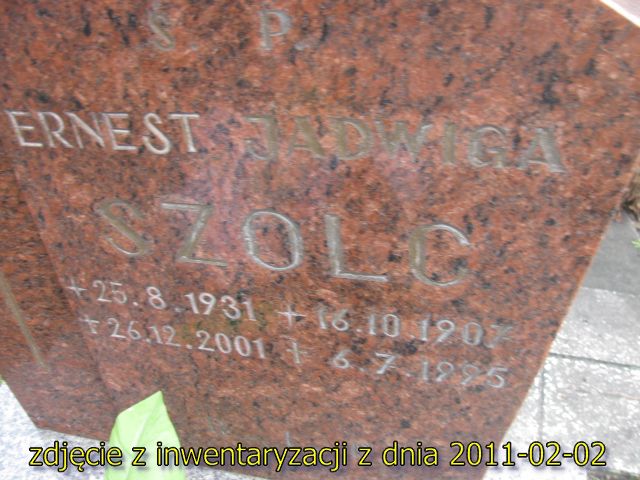 Ś. P.
ERNEST JADWIGA
SZOLC
+25.8.1931 + 16.10.1907
+26.12.2001 + 6.7.1995
zdjęcie z inwentaryzacji z dnia 2011-02-02